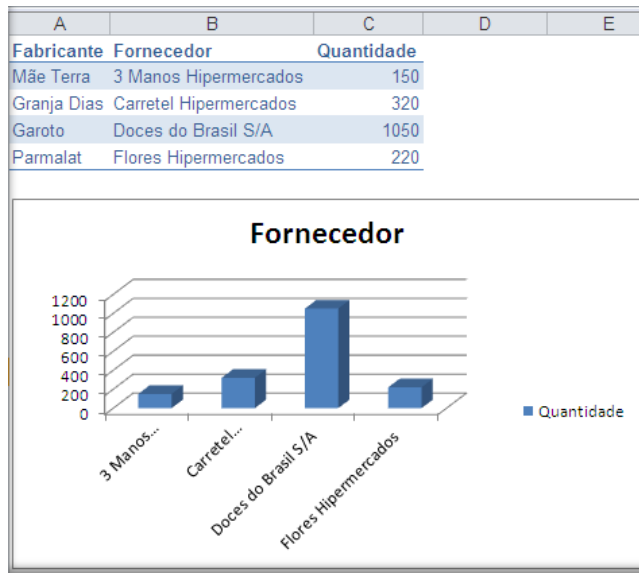 A B C D E
Fabricante Fornecedor Quantidade
Mãe Terra 3 Manos Hipermercados 150
Granja Dias Carretel Hipermercados 320
Garoto Doces do Brasil S/A 1050
Parmalat Flores Hipermercados 220
Fornecedor
1200
1000
800
600
400
200
0
3 Manos...
Carretel...
Doces do Brasil S/A
Flores Hipermercados
Quantidade